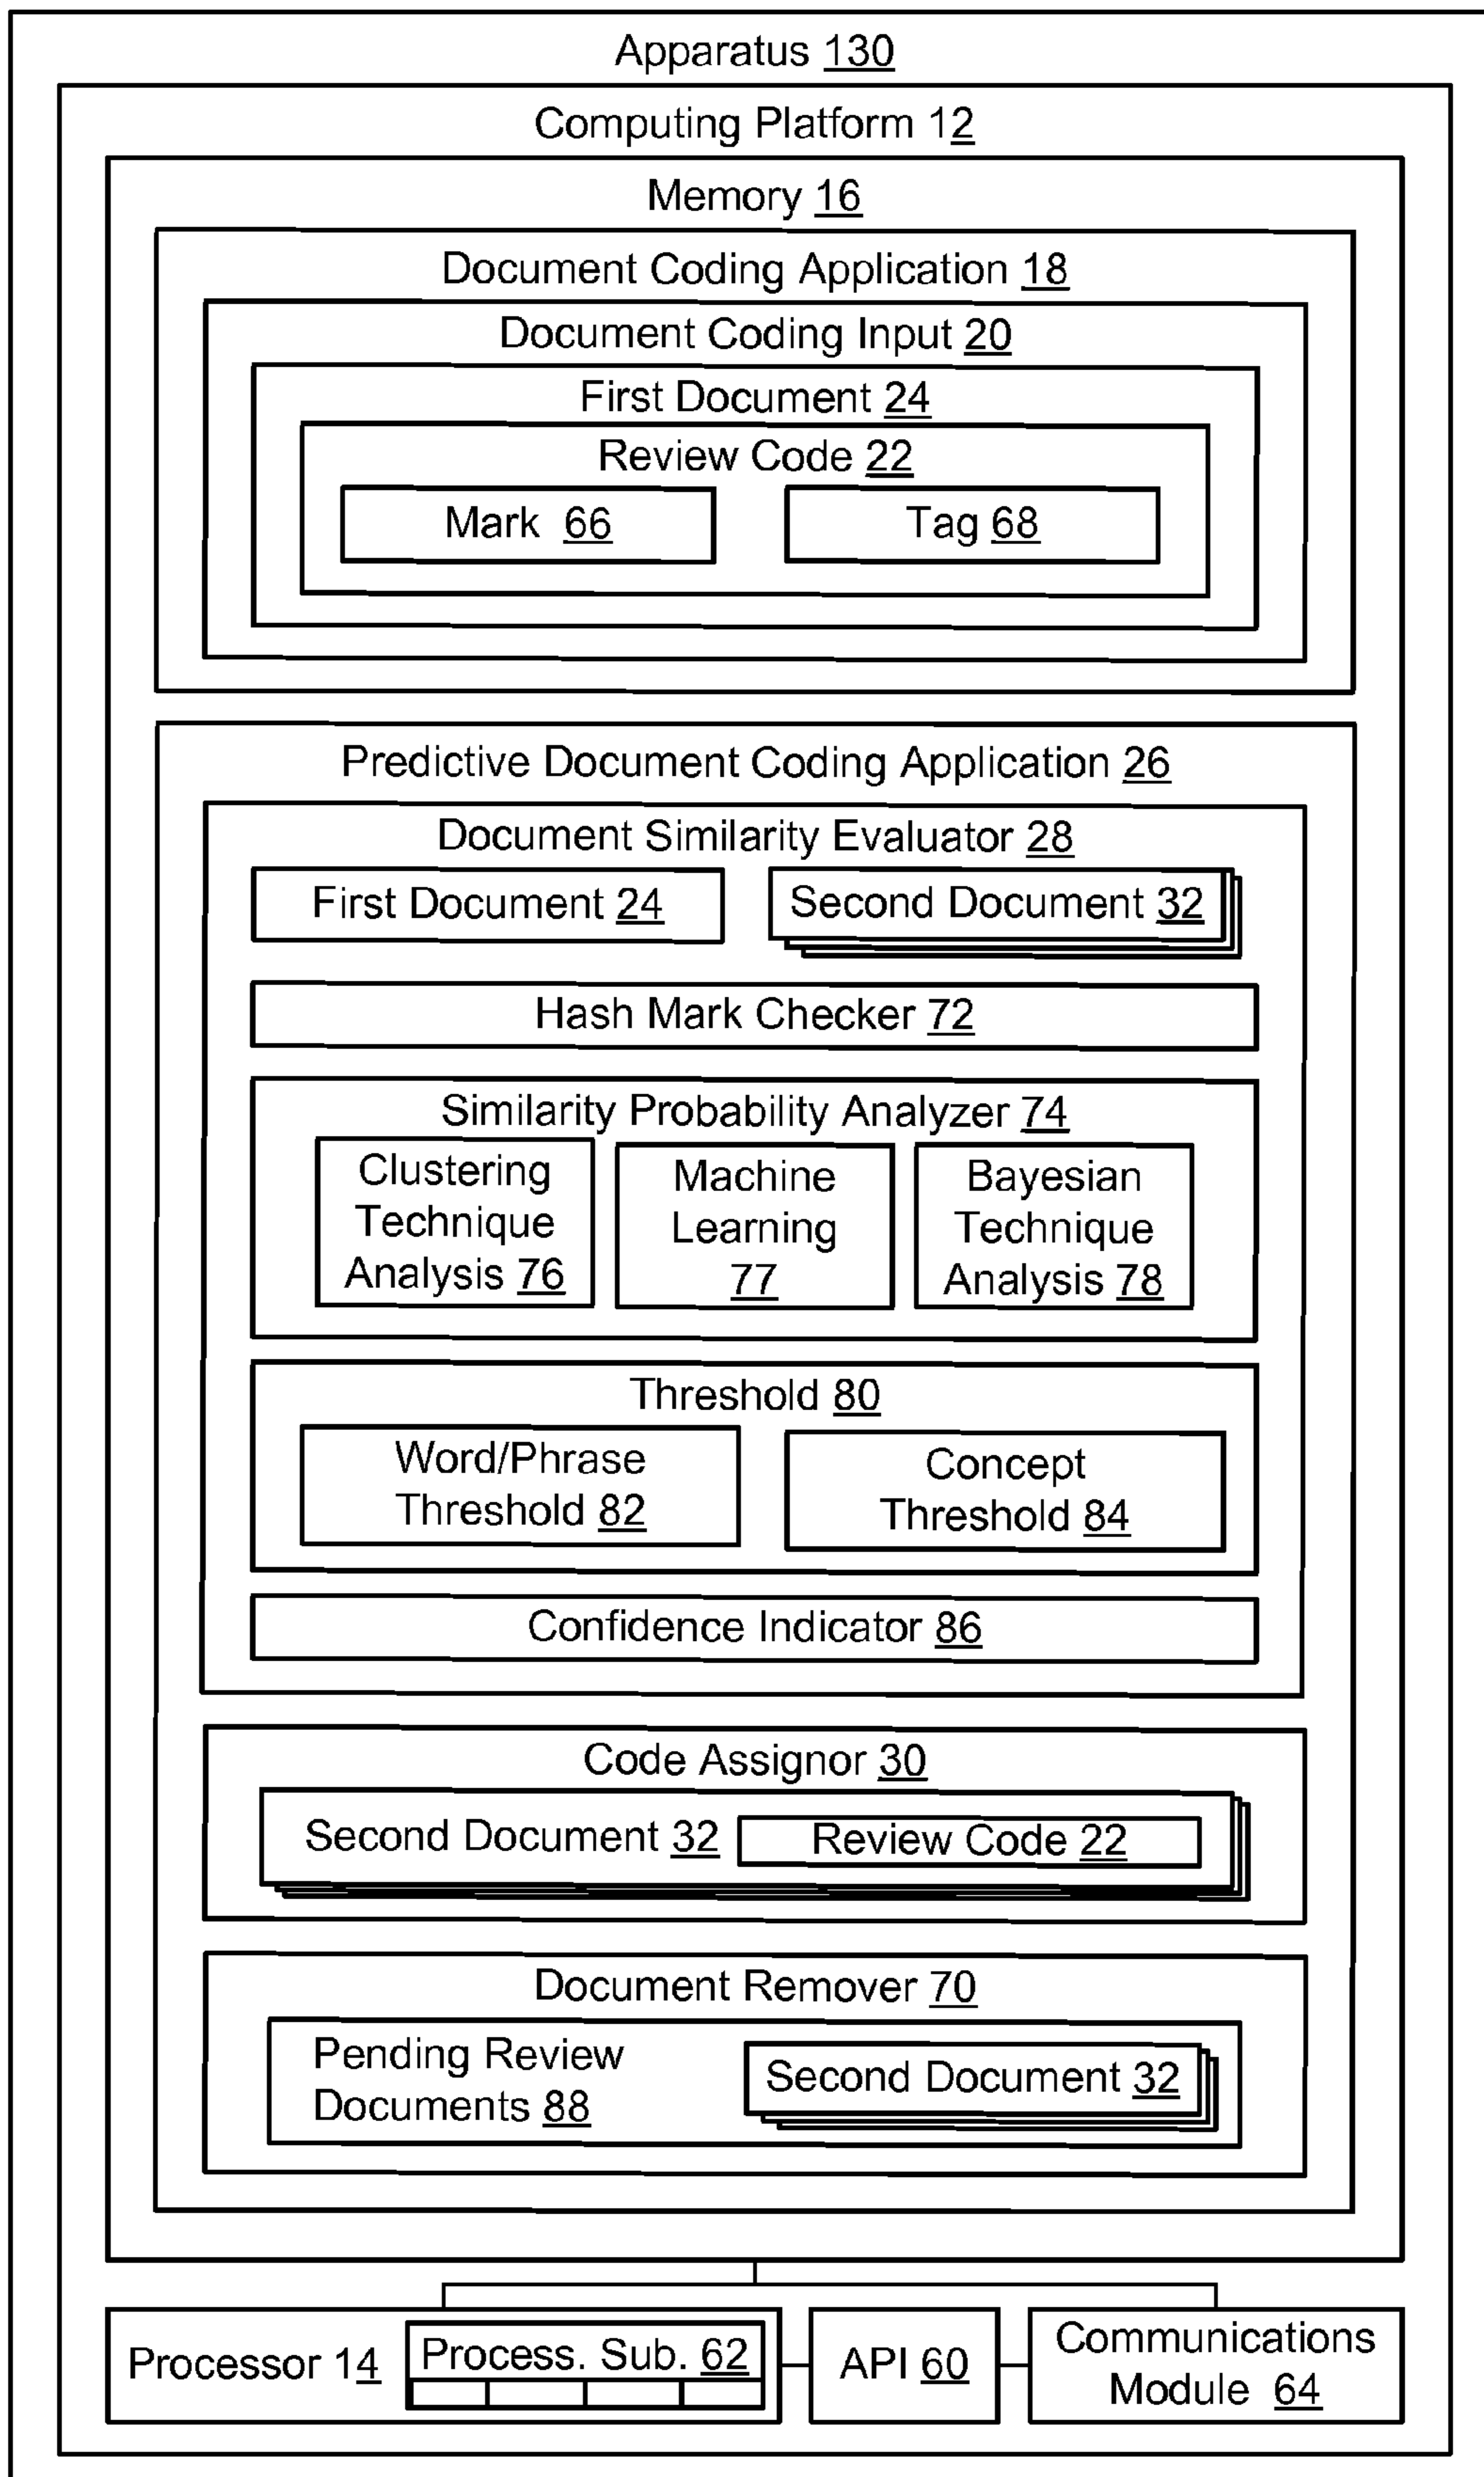 Apparatus 130
Computing Platform 12
Memory 16
Document Coding Application 18
Document Coding Input 20
First Document 24
Review Code 22
Mark 66
Tag 68
Predictive Document Coding Application 26
Document Similarity Evaluator 28
First Document 24
Second Document 32
Hash Mark Checker 72
Similarity Probability Analyzer 74
Clustering
Technique
Analysis 76
Machine
Learning
77
Bayesian
Technique
Analysis 78
Threshold 80
Word/Phrase
Threshold 82
Concept
Threshold 84
Confidence Indicator 86
Code Assignor 30
Second Document 32
Review Code 22
Document Remover 70
Pending Review
Documents 88
Second Document 32
Processor 14
Process. Sub. 62
API 60
Communications
Module 64